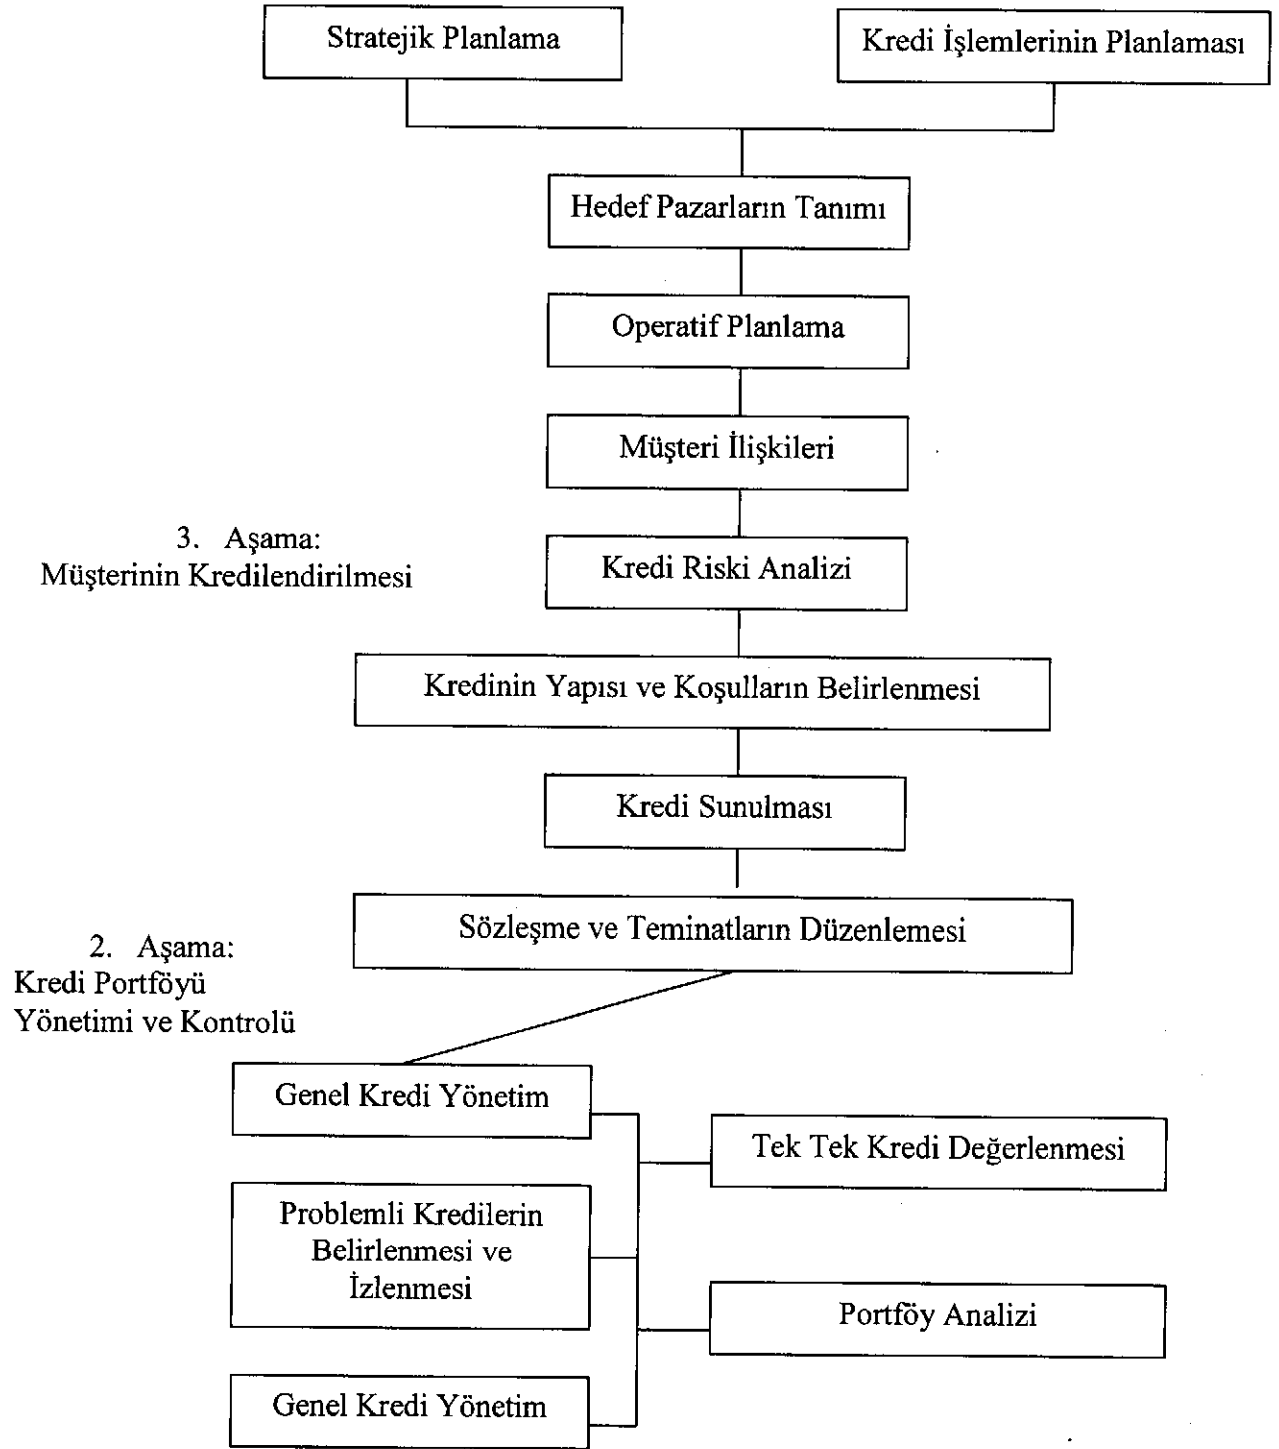 Stratejik Planlama
Kredi İşlemlerinin Planlaması
Hedef Pazarların Tanımı
Operatif Planlama
Müşteri İlişkileri
3. Aşama:
Müşterinin Kredilendirilmesi
Kredi Riski Analizi
Kredinin Yapısı ve Koşulların Belirlenmesi
Kredi Sunulması
Sözleşme ve Teminatların Düzenlemesi
2. Aşama:
Kredi Portföyü
Yönetimi ve Kontrolü
Genel Kredi Yönetim
Tek Tek Kredi Değerlenmesi
Problemli Kredilerin
Belirlenmesi ve
İzlenmesi
Portföy Analizi
Genel Kredi Yönetim